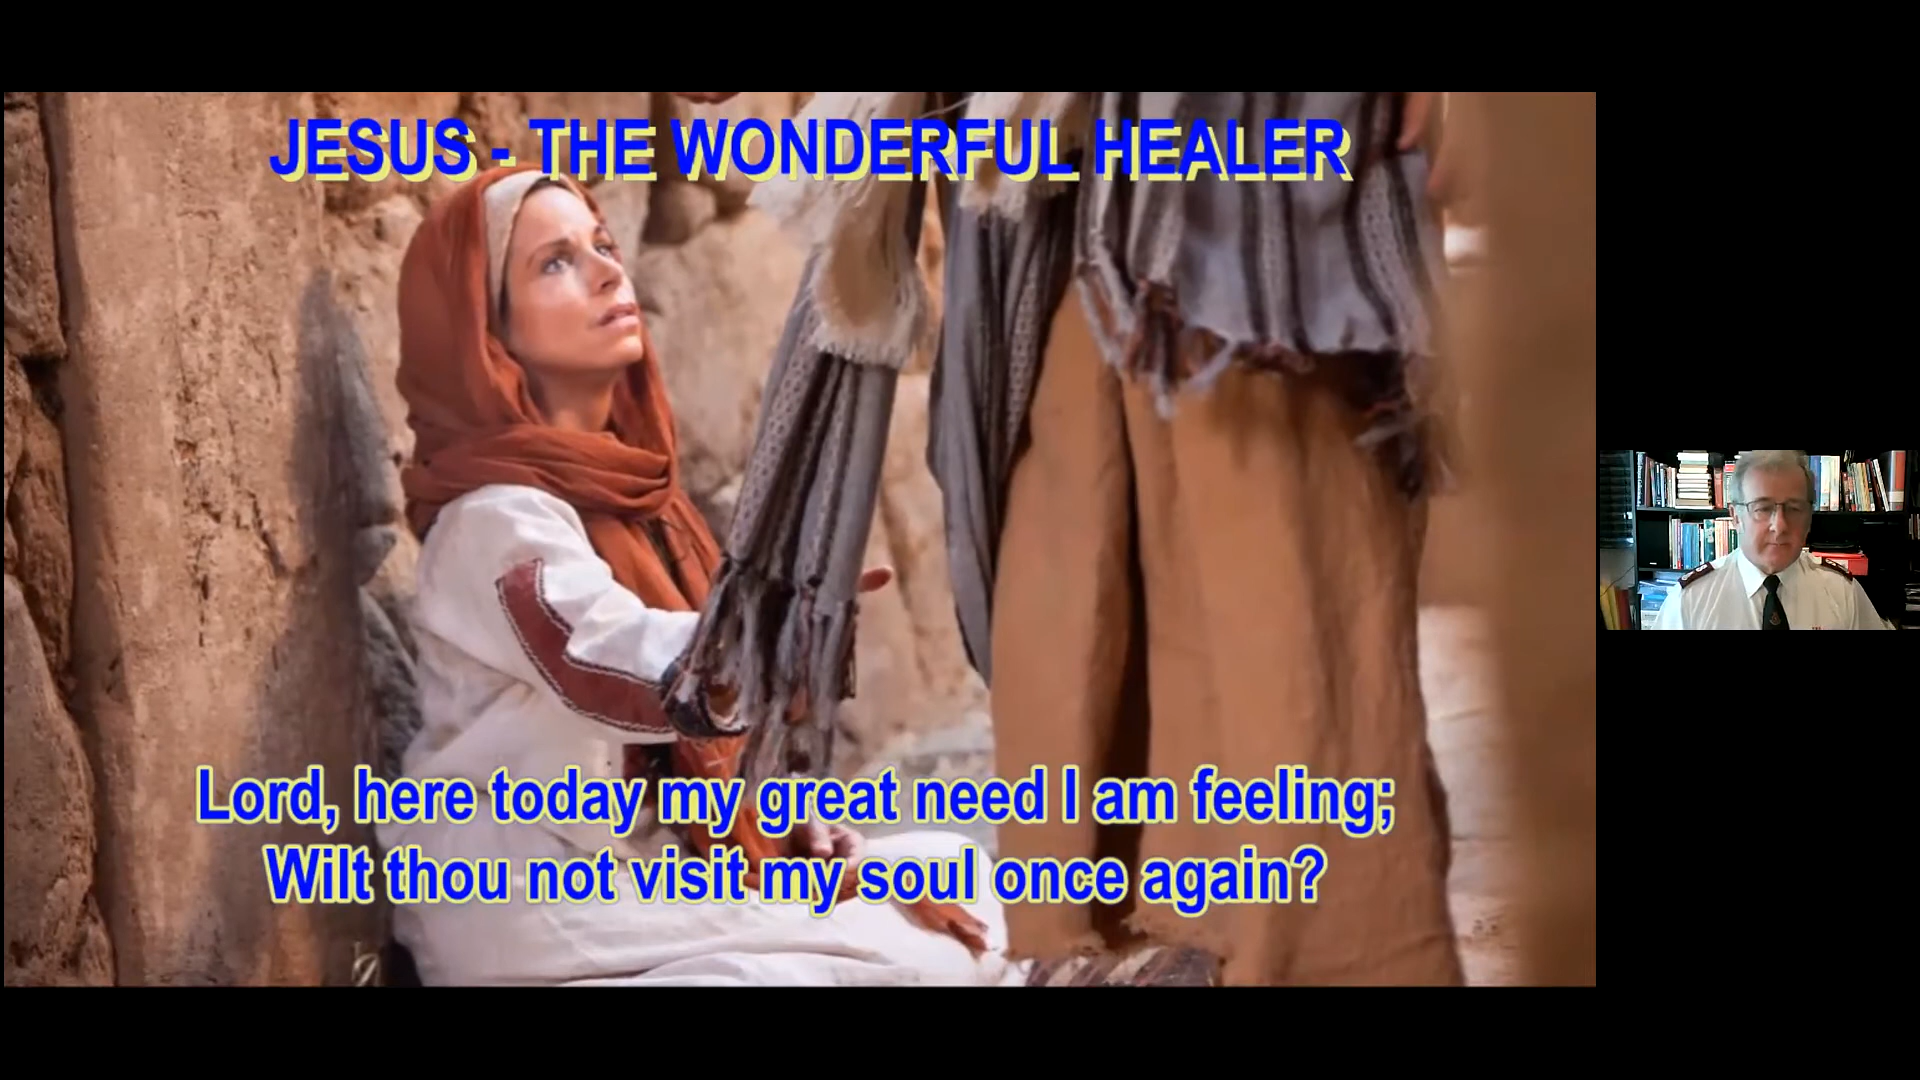 JESUS - THE WONDERFUL HEALER
Lord, here today my great need I am feeling;
Wilt thou not visit my soul once again?